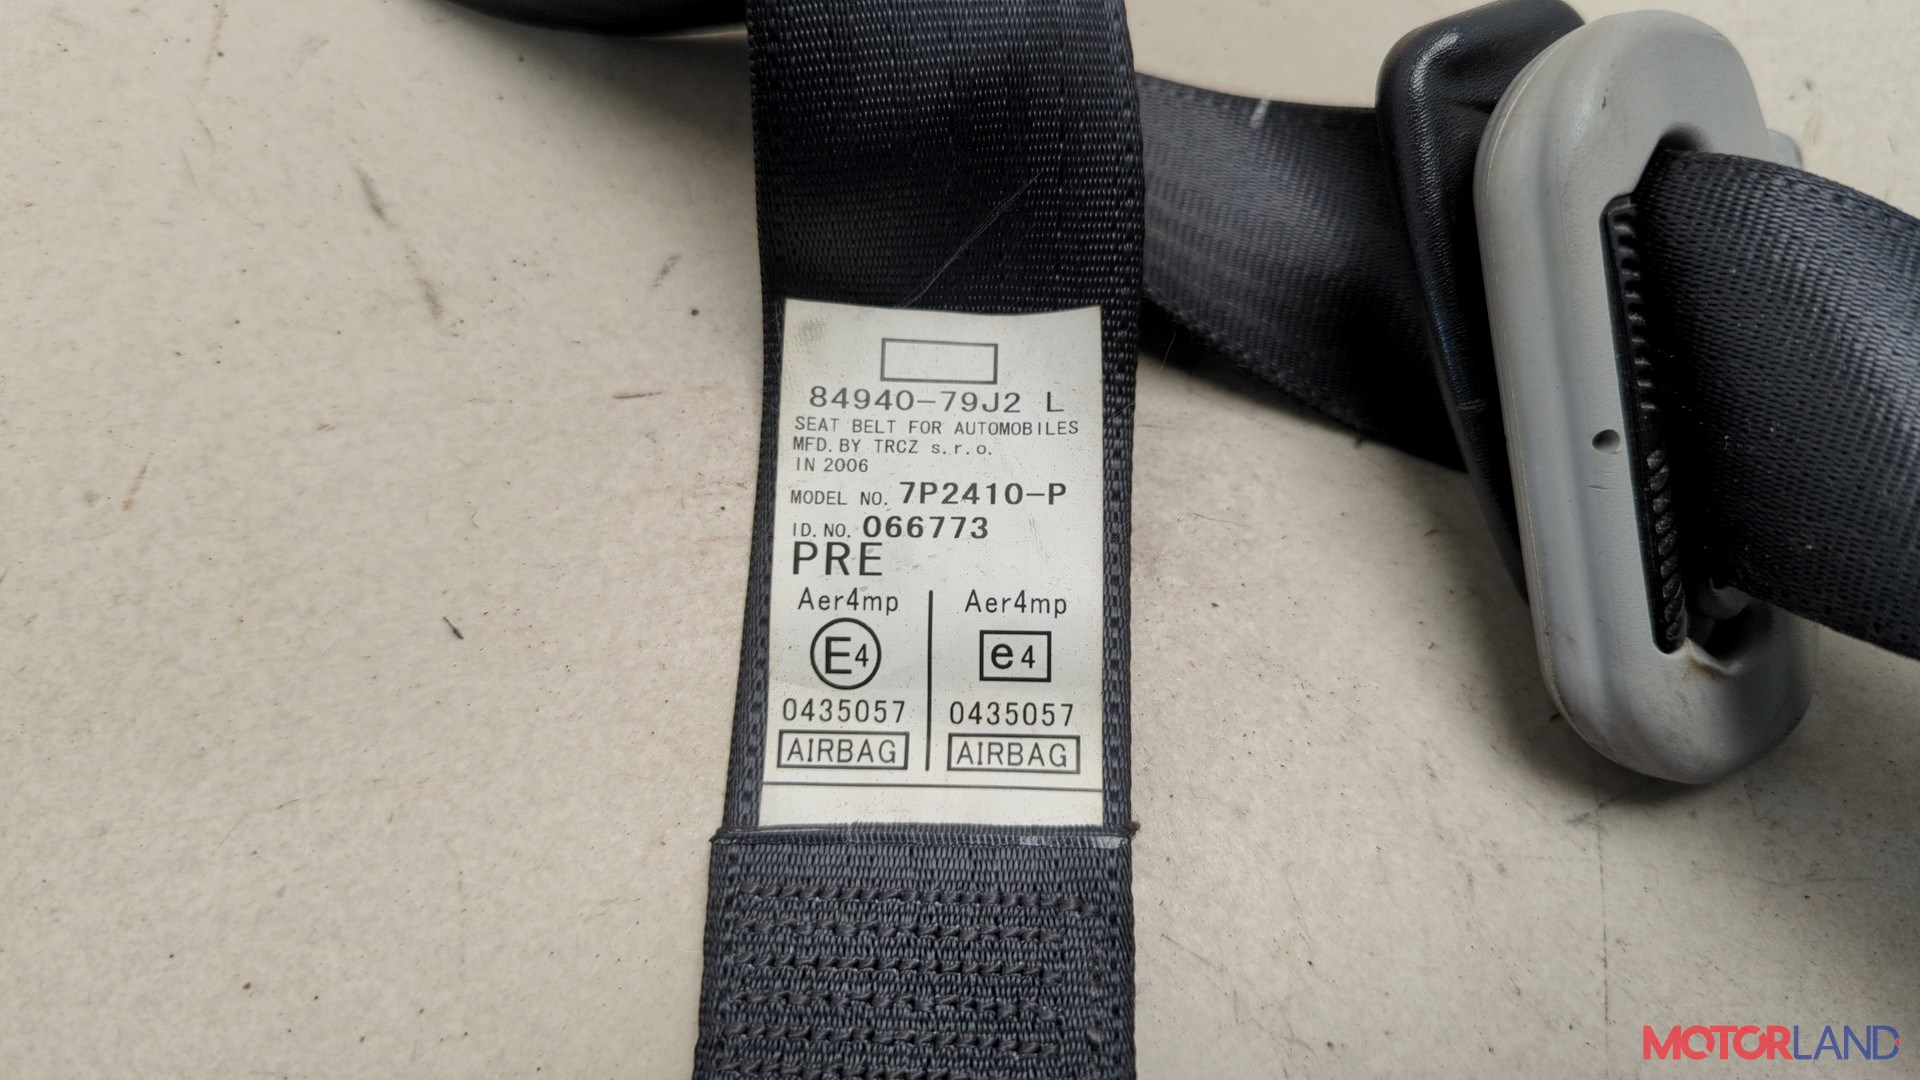 84940-79J2 L
SEAT BELT FOR AUTOMOBILES
MFD. BY TRCZ s.r.o.
IN 2006
MODEL NO. 7P2410-P
ID. NO. 066773
PRE
Aer4mp Aer4mp
E4 e4
0435057 0435057
AIRBAG AIRBAG
MOTORLAND